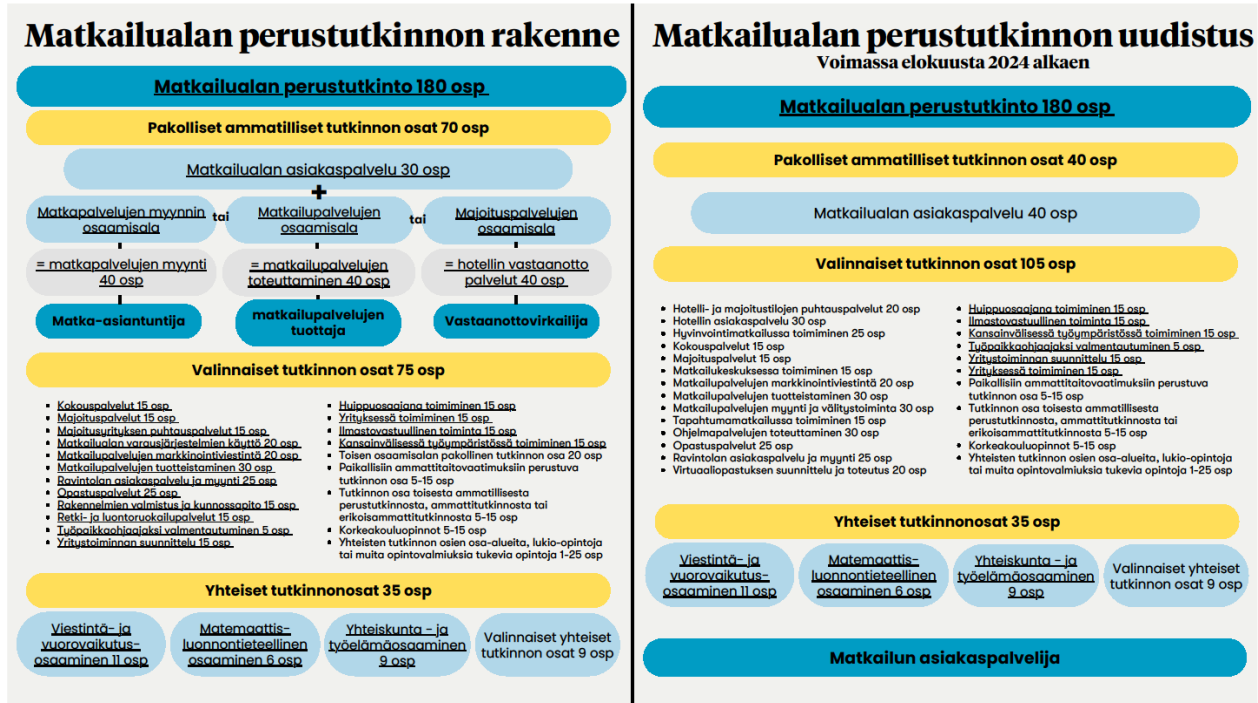 Matkailualan perustutkinnon rakenne
Matkailualan perustutkinto 180 osp
Pakolliset ammatilliset tutkinnon osat 70 osp
Matkailualan asiakaspalvelu 30 osp
+
Matkapalvelujen myynnin
osaamisala
tai
Matkailupalvelujen
osaamisala
tai
Majoituspalvelujen
osaamisala
= matkapalvelujen myynti
40 osp
= matkailupalvelujen
toteuttaminen 40 osp
= hotellin vastaanotto
palvelut 40 osp
Matka-asiantuntija
matkailupalvelujen
tuottaja
Vastaanottovirkailija
Valinnaiset tutkinnon osat 75 osp
• Kokouspalvelut 15 osp
• Majoituspalvelut 15 osp
• Majoitusyrityksen puhtauspalvelut 15 osp
• Matkailualan varausjärjestelmien käyttö 20 osp
• Matkailupalvelujen markkinointiviestintä 20 osp
• Matkailupalvelujen tuotteistaminen 30 osp
• Ravintolan asiakaspalvelu ja myynti 25 osp
• Opastuspalvelut 25 osp
• Rakennelmien valmistus ja kunnossapito 15 osp
• Retki- ja luontoruokailupalvelut 15 osp
• Työpaikkaohjaajaksi valmentautuminen 5 osp
• Yritystoiminnan suunnittelu 15 osp
• Huippuosaajana toimiminen 15 osp
• Yrityksessä toimiminen 15 osp
• Ilmastovastuullinen toiminta 15 osp
• Kansainvälisessä työympäristössä toimiminen 15 osp
• Toisen osaamisalan pakollinen tutkinnon osa 20 osp
• Paikallisiin ammattitaitovaatimuksiin perustuva
tutkinnon osa 5-15 osp
• Tutkinnon osa toisesta ammatillisesta
perustutkinnosta, ammattitutkinnosta tai
erikoisammattitutkinnosta 5-15 osp
• Korkeakouluopinnot 5-15 osp
• Yhteisten tutkinnon osien osa-alueita, lukio-opintoja
tai muita opintovalmiuksia tukevia opintoja 1-25 osp
Yhteiset tutkinnonosat 35 osp
Viestintä- ja
vuorovaikutus-
osaaminen 11 osp
Matemaattis-
luonnontieteellinen
osaaminen 6 osp
Yhteiskunta - ja
työelämäosaaminen
9 osp
Valinnaiset yhteiset
tutkinnon osat 9 osp
Matkailualan perustutkinnon uudistus
Voimassa elokuusta 2024 alkaen
Matkailualan perustutkinto 180 osp
Pakolliset ammatilliset tutkinnon osat 40 osp
Matkailualan asiakaspalvelu 40 osp
Valinnaiset tutkinnon osat 105 osp
• Hotelli- ja majoitustilojen puhtauspalvelut 20 osp
• Hotellin asiakaspalvelu 30 osp
• Hyvinvointimatkailussa toimiminen 25 osp
• Kokouspalvelut 15 osp
• Majoituspalvelut 15 osp
• Matkailukeskuksessa toimiminen 15 osp
• Matkailupalvelujen markkinointiviestintä 20 osp
• Matkailupalvelujen tuotteistaminen 30 osp
• Matkailupalvelujen myynti ja välitystoiminta 30 osp
• Tapahtumamatkailussa toimiminen 15 osp
• Ohjelmapalvelujen toteuttaminen 30 osp
• Opastuspalvelut 25 osp
• Ravintolan asiakaspalvelu ja myynti 25 osp
• Virtuaaliopastuksen suunnittelu ja toteutus 20 osp
• Huippuosaajana toimiminen 15 osp
• Ilmastovastuullinen toiminta 15 osp
• Kansainvälisessä työympäristössä toimiminen 15 osp
• Työpaikkaohjaajaksi valmentautuminen 5 osp
• Yritystoiminnan suunnittelu 15 osp
• Yrityksessä toimiminen 15 osp
• Paikallisiin ammattitaitovaatimuksiin perustuva
tutkinnon osa 5-15 osp
• Tutkinnon osa toisesta ammatillisesta
perustutkinnosta, ammattitutkinnosta tai
erikoisammattitutkinnosta 5-15 osp
• Korkeakouluopinnot 5-15 osp
• Yhteisten tutkinnon osien osa-alueita, lukio-opintoja
tai muita opintovalmiuksia tukevia opintoja 1-25 osp
Yhteiset tutkinnonosat 35 osp
Viestintä- ja
vuorovaikutus-
osaaminen 11 osp
Matemaattis-
luonnontieteellinen
osaaminen 6 osp
Yhteiskunta - ja
työelämäosaaminen
9 osp
Valinnaiset yhteiset
tutkinnon osat 9 osp
Matkailun asiakaspalvelija